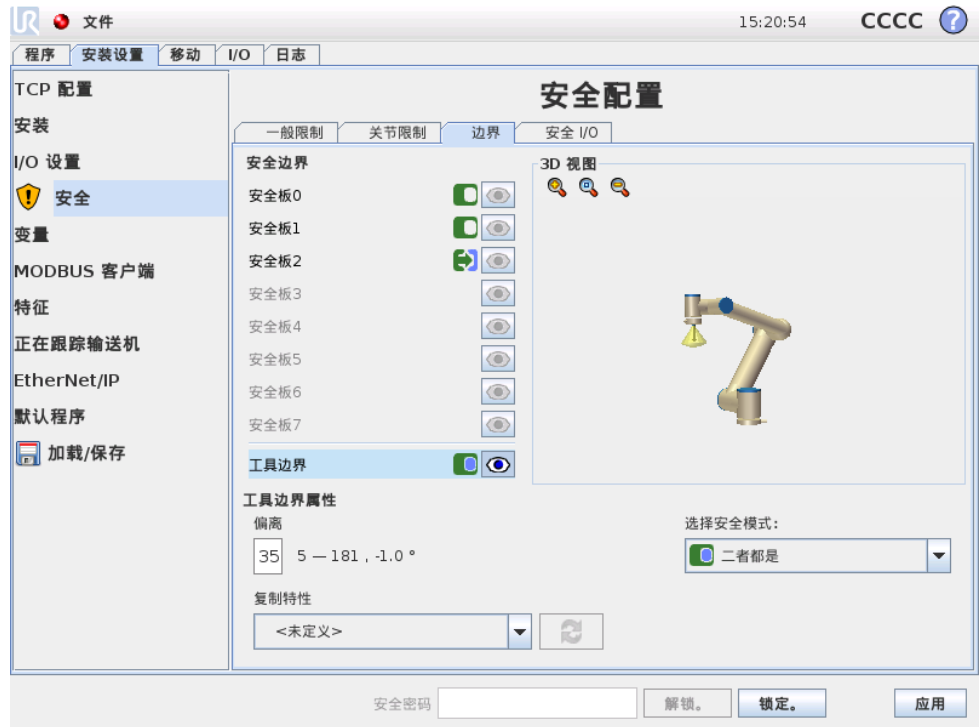 UR 文件 15:20:54 CCCC ?
程序 安装设置 移动 I/O 日志
TCP 配置
安装
I/O 设置
安全
变量
MODBUS 客户端
特征
正在跟踪输送机
EtherNet/IP
默认程序
加载/保存
安全配置
一般限制 关节限制 边界 安全 I/O
安全边界
安全板0
安全板1
安全板2
安全板3
安全板4
安全板5
安全板6
安全板7
工具边界
3D 视图
工具边界属性
偏离
35 5 — 181 , -1.0 °
复制特性
<未定义>
选择安全模式:
二者都是
安全密码 解锁。 锁定。 应用